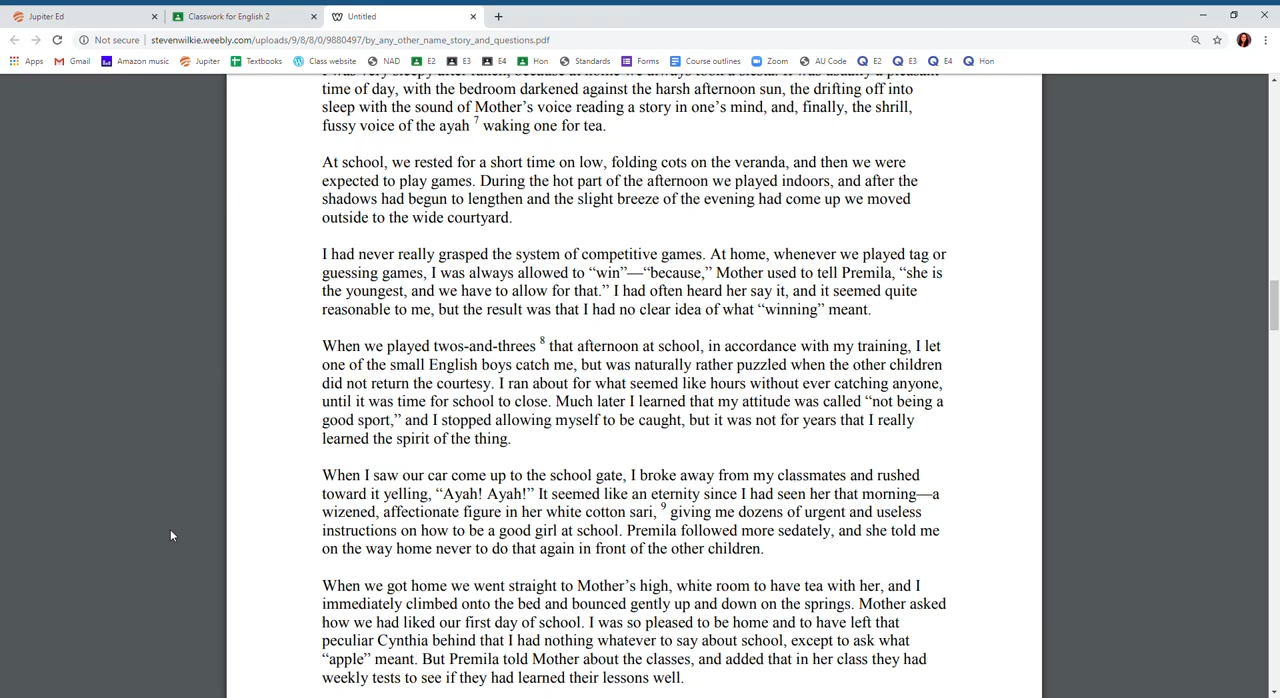 Jupiter Ed
Classwork for English 2
Untitled
Not secure | stevenwilkie.weebly.com/uploads/9/8/8/0/9880497/by_any_other_name_story_and_questions.pdf
Apps Gmail Amazon music Jupiter Textbooks Class website NAD E2 E3 E4 Hon Standards Forms Course outlines Zoom AU Code E2 E3 E4 Hon
time of day, with the bedroom darkened against the harsh afternoon sun, the drifting off into
sleep with the sound of Mother’s voice reading a story in one’s mind, and, finally, the shrill,
fussy voice of the ayah 7 waking one for tea.
At school, we rested for a short time on low, folding cots on the veranda, and then we were
expected to play games. During the hot part of the afternoon we played indoors, and after the
shadows had begun to lengthen and the slight breeze of the evening had come up we moved
outside to the wide courtyard.
I had never really grasped the system of competitive games. At home, whenever we played tag or
guessing games, I was always allowed to “win”—“because,” Mother used to tell Premila, “she is
the youngest, and we have to allow for that.” I had often heard her say it, and it seemed quite
reasonable to me, but the result was that I had no clear idea of what “winning” meant.
When we played twos-and-threes 8 that afternoon at school, in accordance with my training, I let
one of the small English boys catch me, but was naturally rather puzzled when the other children
did not return the courtesy. I ran about for what seemed like hours without ever catching anyone,
until it was time for school to close. Much later I learned that my attitude was called “not being a
good sport,” and I stopped allowing myself to be caught, but it was not for years that I really
learned the spirit of the thing.
When I saw our car come up to the school gate, I broke away from my classmates and rushed
toward it yelling, “Ayah! Ayah!” It seemed like an eternity since I had seen her that morning—a
wizened, affectionate figure in her white cotton sari, 9 giving me dozens of urgent and useless
instructions on how to be a good girl at school. Premila followed more sedately, and she told me
on the way home never to do that again in front of the other children.
When we got home we went straight to Mother’s high, white room to have tea with her, and I
immediately climbed onto the bed and bounced gently up and down on the springs. Mother asked
how we had liked our first day of school. I was so pleased to be home and to have left that
peculiar Cynthia behind that I had nothing whatever to say about school, except to ask what
“apple” meant. But Premila told Mother about the classes, and added that in her class they had
weekly tests to see if they had learned their lessons well.